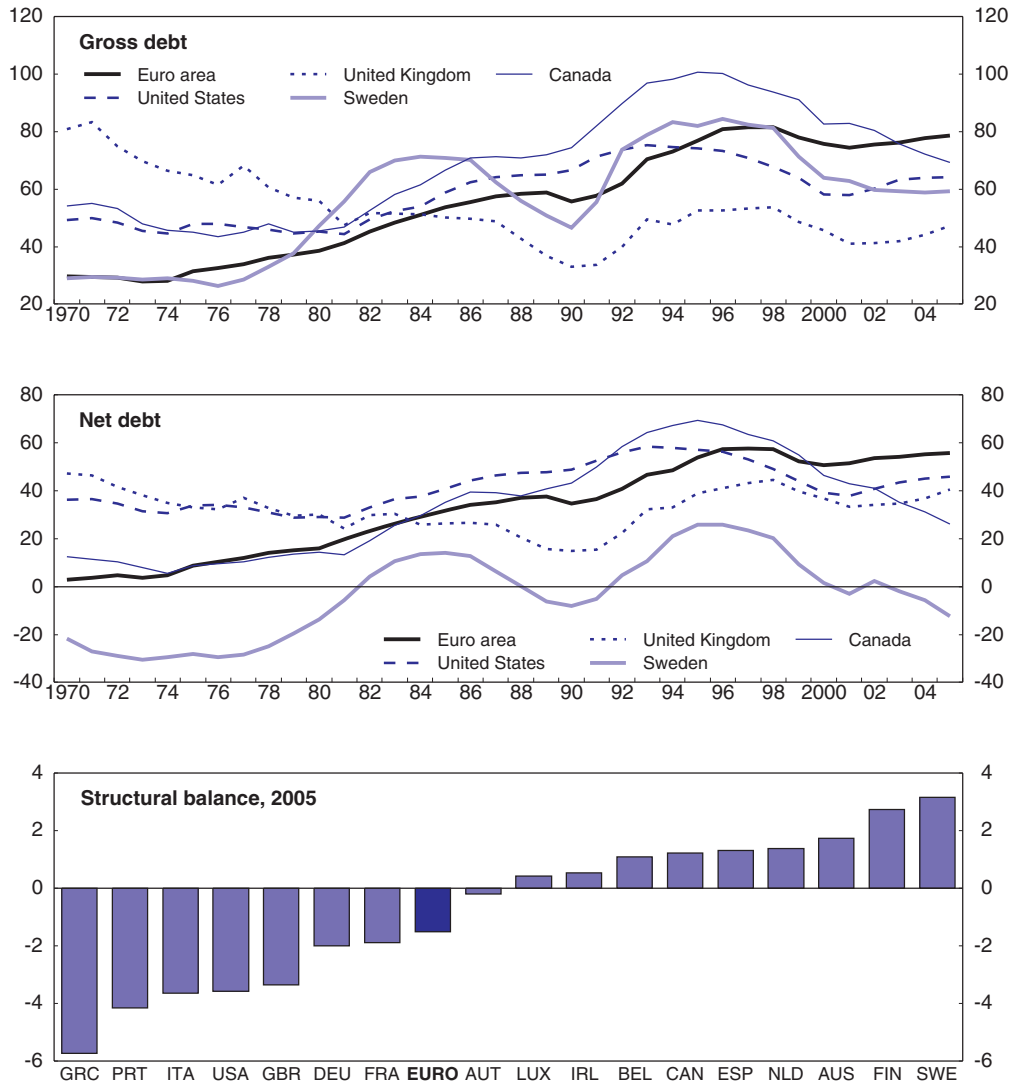 120 120
Gross debt
Euro area United Kingdom Canada
100 100
United States Sweden
80 80
60 60
40 40
20 20
1970 72 74 76 78 80 82 84 86 88 90 92 94 96 98 2000 02 04
80 80
Net debt
60 60
40 40
20 20
0 0
-20 -20
Euro area United Kingdom Canada
United States Sweden
-40 -40
1970 72 74 76 78 80 82 84 86 88 90 92 94 96 98 2000 02 04
4 4
Structural balance, 2005
2 2
0 0
-2 -2
-4 -4
-6 -6
GRC PRT ITA USA GBR DEU FRA EURO AUT LUX IRL BEL CAN ESP NLD AUS FIN SWE